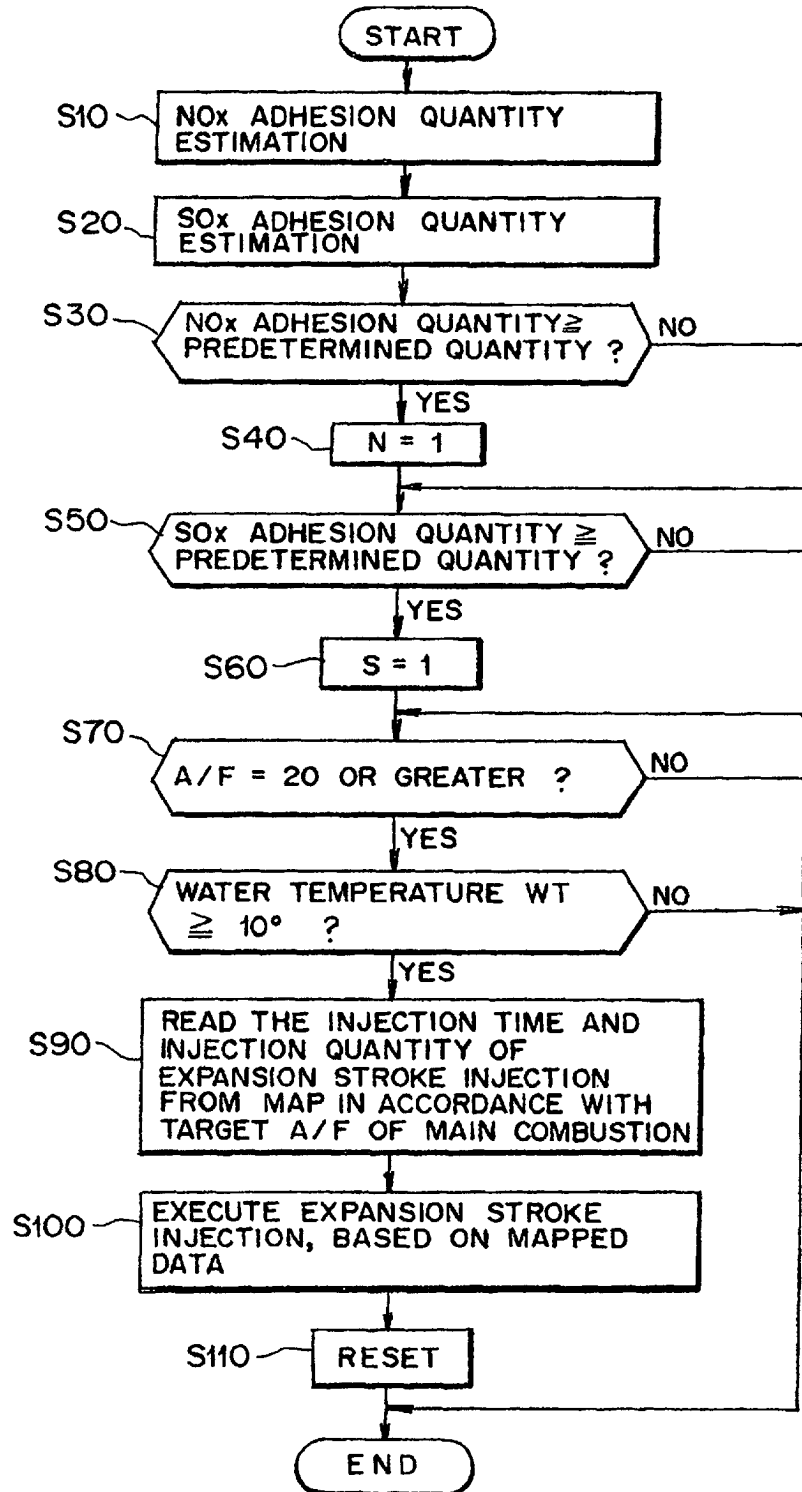 START
S10
NOx ADHESION QUANTITY
ESTIMATION
S20
SOx ADHESION QUANTITY
ESTIMATION
S30
NOx ADHESION QUANTITY≧
PREDETERMINED QUANTITY ?
NO
YES
S40
N = 1
S50
SOx ADHESION QUANTITY ≧
PREDETERMINED QUANTITY ?
NO
YES
S60
S = 1
S70
A/F = 20 OR GREATER ?
NO
YES
S80
WATER TEMPERATURE WT
≧ 10° ?
NO
YES
S90
READ THE INJECTION TIME AND
INJECTION QUANTITY OF
EXPANSION STROKE INJECTION
FROM MAP IN ACCORDANCE WITH
TARGET A/F OF MAIN COMBUSTION
S100
EXECUTE EXPANSION STROKE
INJECTION, BASED ON MAPPED
DATA
S110
RESET
END